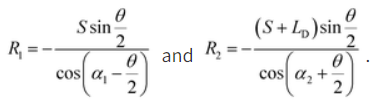 R₁ = − (S sin θ/2) / (cos(α₁ − θ/2)) and R₂ = − ((S + L_D) sin θ/2) / (cos(α₂ + θ/2)) .